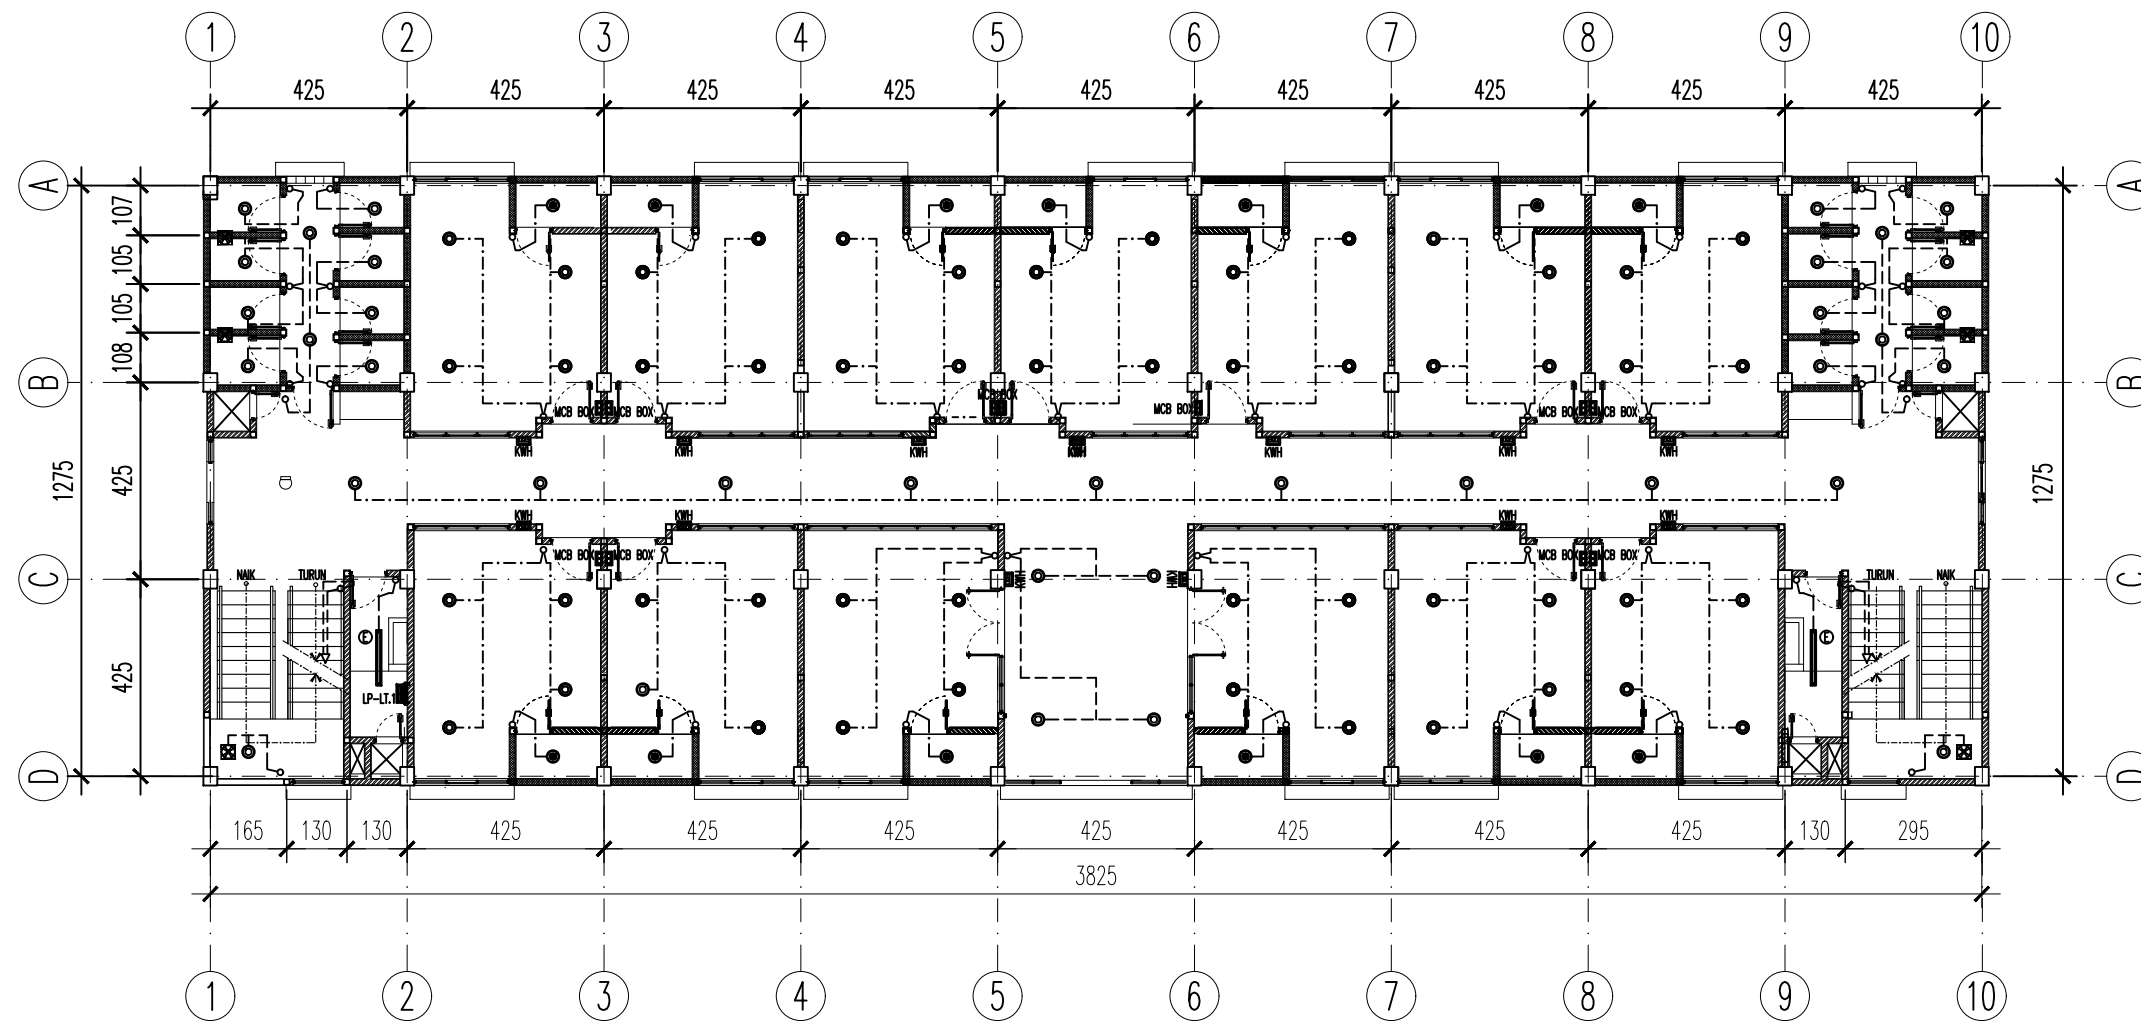 1 2 3 4 5 6 7 8 9 10
425 425 425 425 425 425 425 425 425
A A
107
105
105
108
B B
MCB BOX MCB BOX MCB BOX MCB BOX MCB BOX MCB BOX
KWH KWH KWH KWH KWH KWH KWH
1275 425 1275
KWH KWH KWH KWH
MCB BOX MCB BOX MCB BOX MCB BOX
C NAIK TURUN KWH KWH TURUN NAIK C
E E
425
LP-LT.1
D D
165 130 130 425 425 425 425 425 425 425 130 295
3825
1 2 3 4 5 6 7 8 9 10